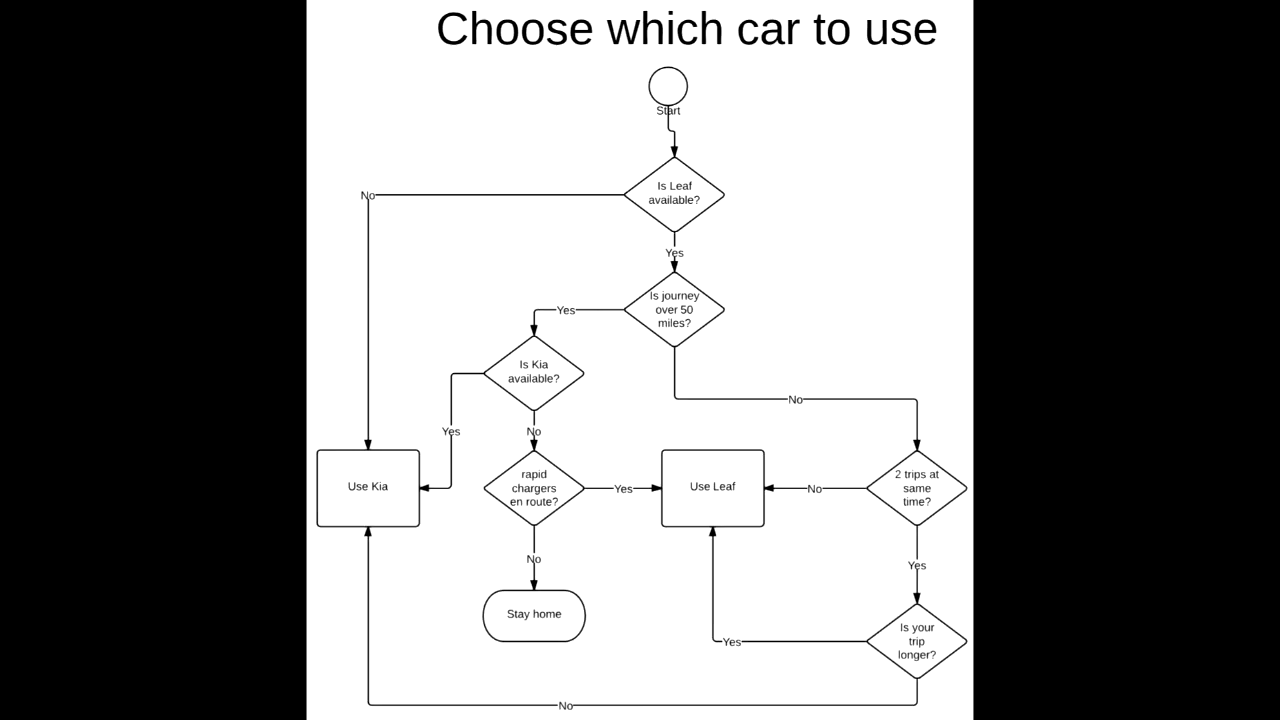 Choose which car to use
Start
Is Leaf
available?
No
Yes
Is journey
over 50
miles?
Yes
Is Kia
available?
No
Yes
No
Use Kia
rapid
chargers
en route?
Yes
Use Leaf
No
2 trips at
same
time?
No
Yes
Stay home
Is your
trip
longer?
Yes
No